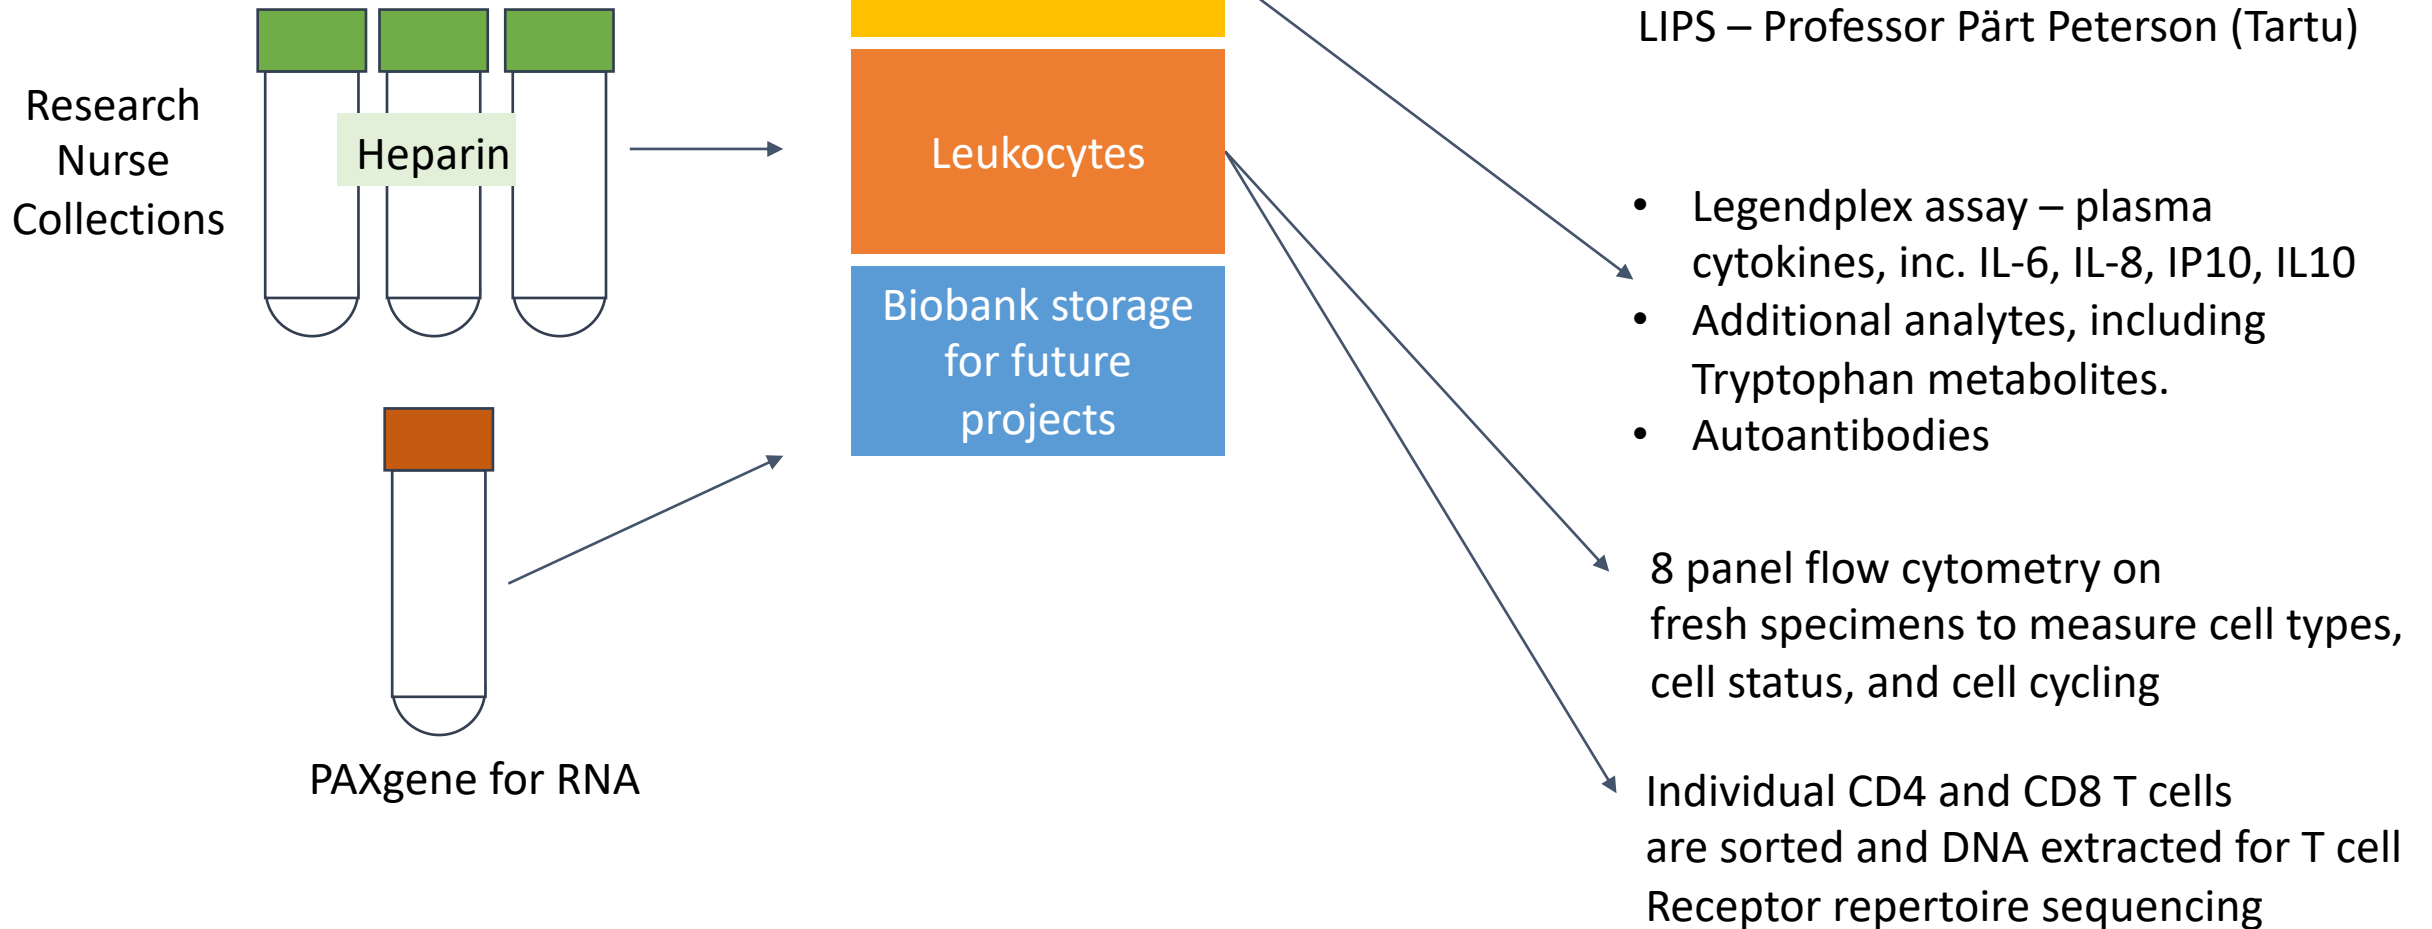 LIPS – Professor Pärt Peterson (Tartu)
Research
Nurse
Collections
Heparin
PAXgene for RNA
Leukocytes
Biobank storage
for future
projects
• Legendplex assay – plasma
cytokines, inc. IL-6, IL-8, IP10, IL10
• Additional analytes, including
Tryptophan metabolites.
• Autoantibodies
8 panel flow cytometry on
fresh specimens to measure cell types,
cell status, and cell cycling
Individual CD4 and CD8 T cells
are sorted and DNA extracted for T cell
Receptor repertoire sequencing